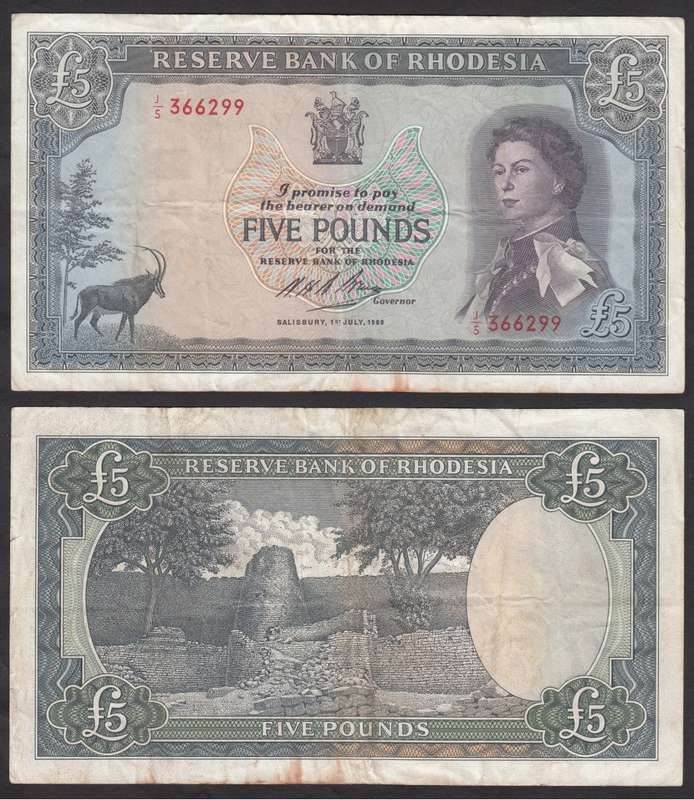 RESERVE BANK OF RHODESIA
£5
£5
J/5 366299
I promise to pay
the bearer on demand
FIVE POUNDS
FOR THE
RESERVE BANK OF RHODESIA
Governor
SALISBURY, 1ST JULY, 1969
J/5 366299
£5
RESERVE BANK OF RHODESIA
£5
£5
£5
£5
FIVE POUNDS